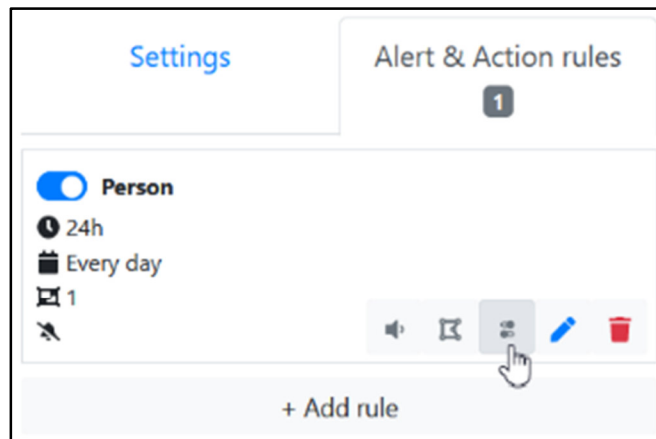 Settings
Alert & Action rules
1
Person
24h
Every day
1
+ Add rule